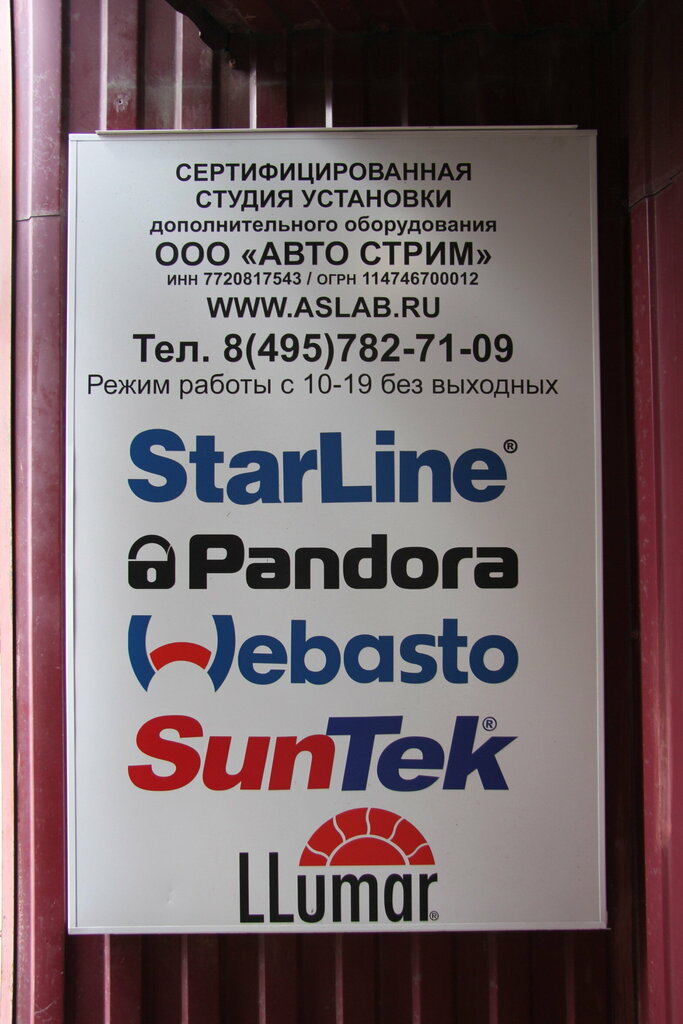 СЕРТИФИЦИРОВАННАЯ
СТУДИЯ УСТАНОВКИ
дополнительного оборудования
ООО «АВТО СТРИМ»
ИНН 7720817543 / ОГРН 114746700012
WWW.ASLAB.RU
Тел. 8(495)782-71-09
Режим работы с 10-19 без выходных
StarLine®
Pandora
Webasto
SunTek®
LLumar®